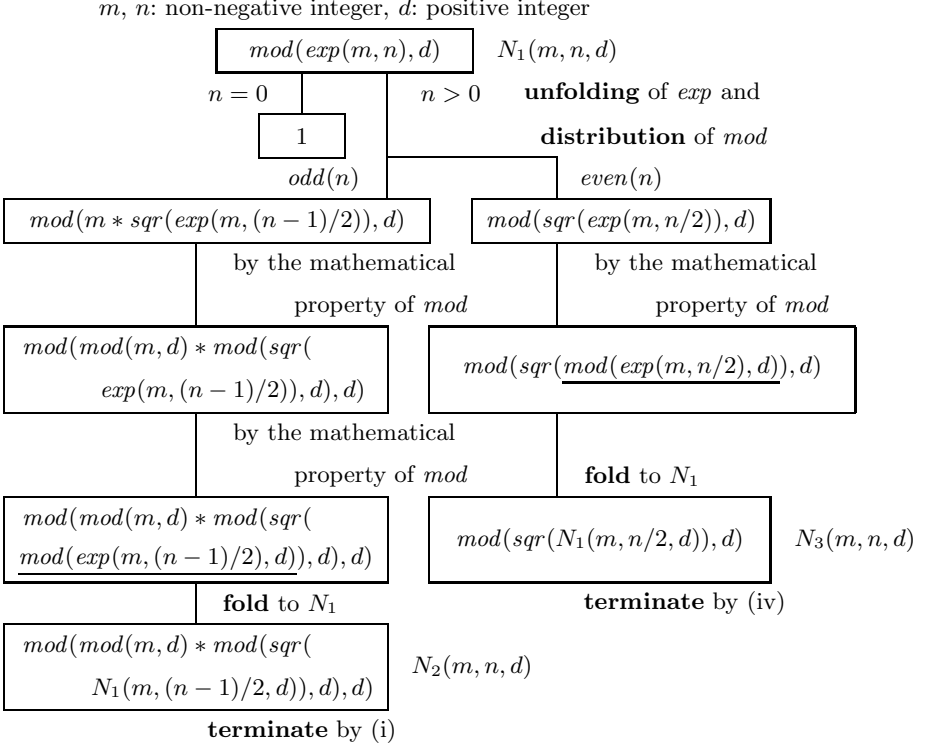 m, n: non-negative integer, d: positive integer
mod(exp(m, n), d) N₁(m, n, d)
n = 0 n > 0 unfolding of exp and
1 distribution of mod
odd(n) even(n)
mod(m ∗ sqr(exp(m, (n − 1)/2)), d) mod(sqr(exp(m, n/2)), d)
by the mathematical by the mathematical
property of mod property of mod
mod(mod(m, d) ∗ mod(sqr(
exp(m, (n − 1)/2)), d), d)
mod(sqr(mod(exp(m, n/2), d)), d)
by the mathematical
property of mod
fold to N₁
mod(mod(m, d) ∗ mod(sqr(
mod(exp(m, (n − 1)/2), d)), d), d)
mod(sqr(N₁(m, n/2, d)), d) N₃(m, n, d)
fold to N₁
terminate by (iv)
mod(mod(m, d) ∗ mod(sqr(
N₁(m, (n − 1)/2, d)), d), d)
N₂(m, n, d)
terminate by (i)